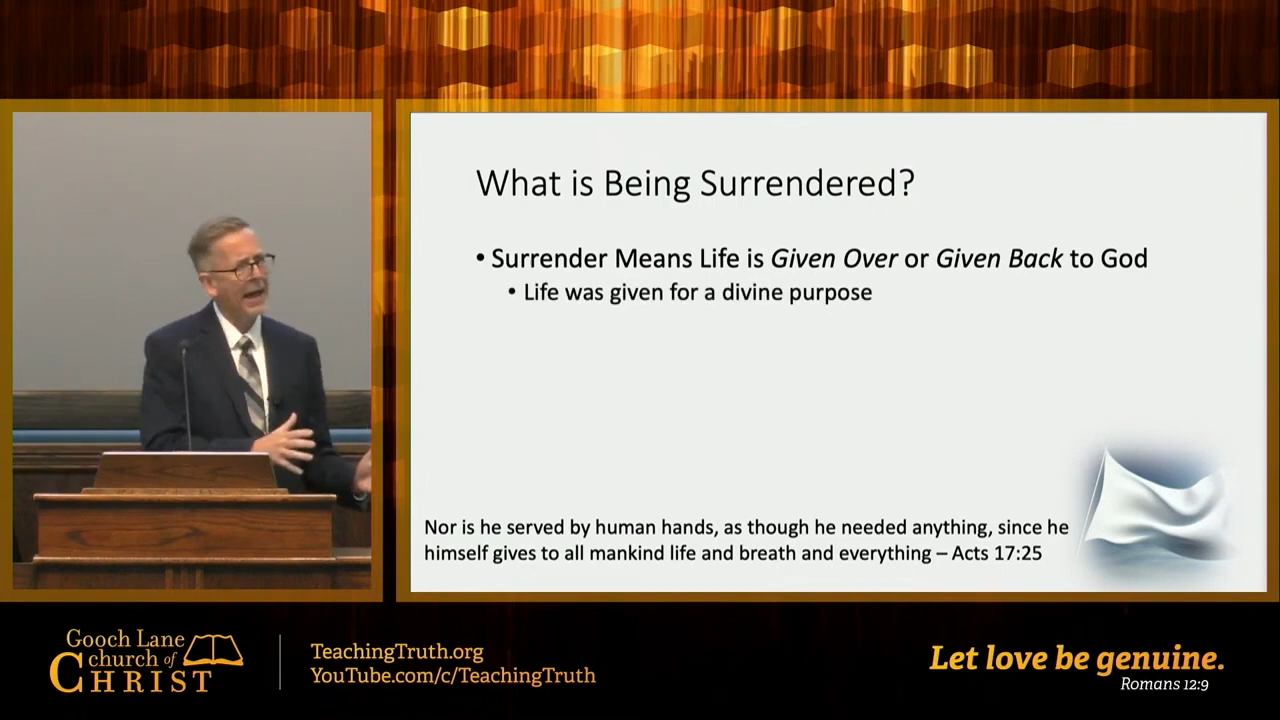 What is Being Surrendered?
• Surrender Means Life is Given Over or Given Back to God
• Life was given for a divine purpose
Nor is he served by human hands, as though he needed anything, since he
himself gives to all mankind life and breath and everything – Acts 17:25
Gooch Lane
church of
CHRIST
TeachingTruth.org
YouTube.com/c/TeachingTruth
Let love be genuine.
Romans 12:9